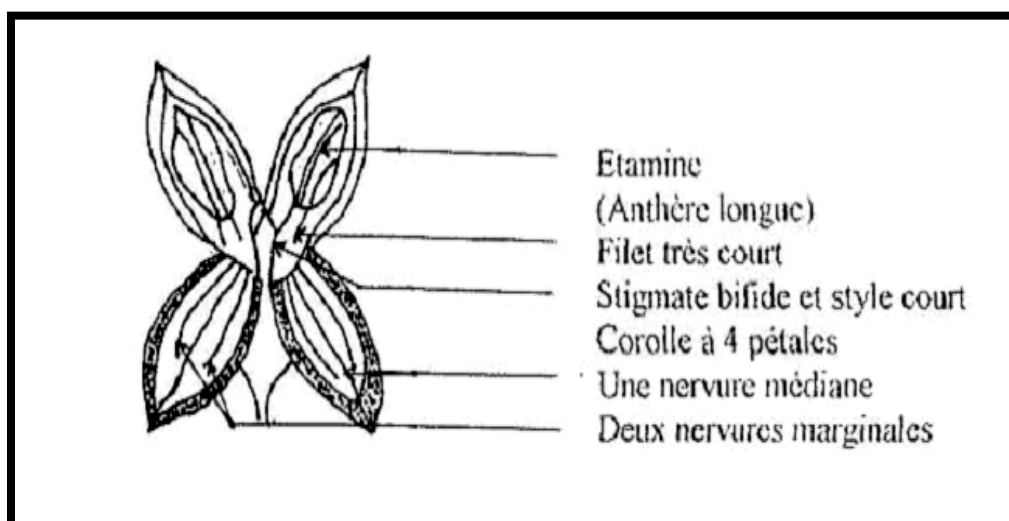 Etamine
(Anthère longue)
Filet très court
Stigmate bifide et style court
Corolle à 4 pétales
Une nervure médiane
Deux nervures marginales